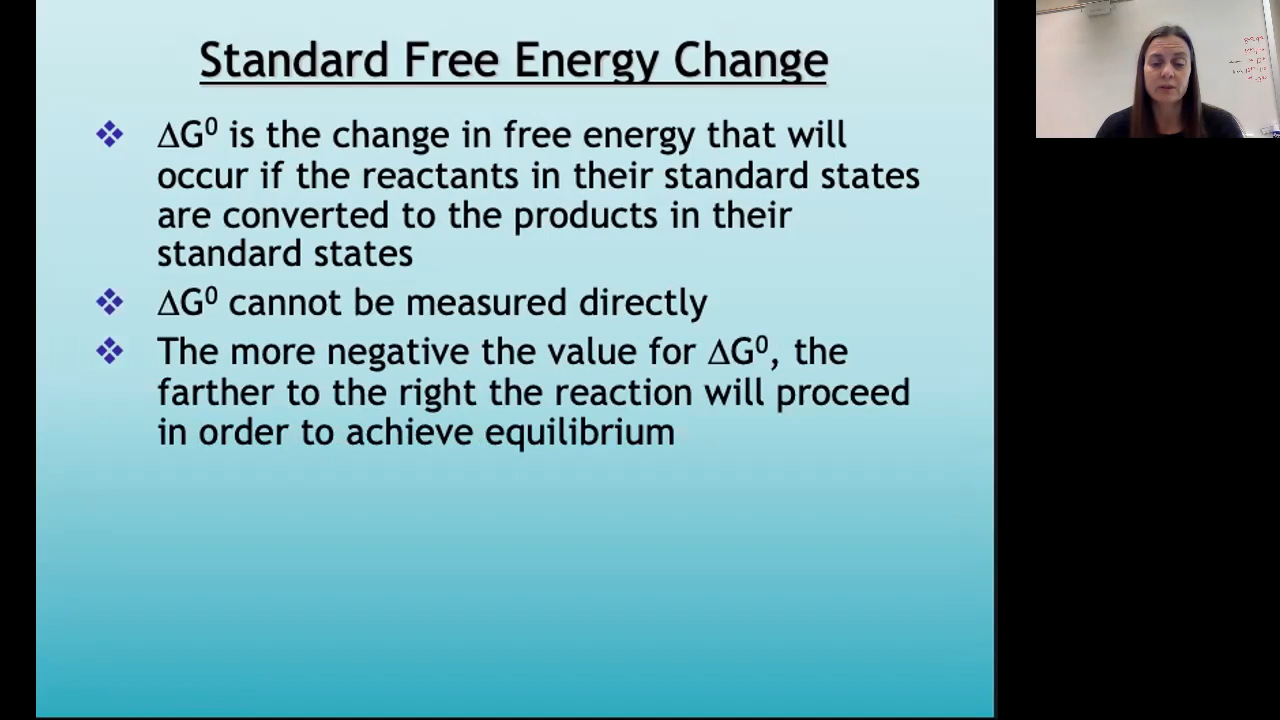 Standard Free Energy Change
❖ ΔG⁰ is the change in free energy that will
occur if the reactants in their standard states
are converted to the products in their
standard states
❖ ΔG⁰ cannot be measured directly
❖ The more negative the value for ΔG⁰, the
farther to the right the reaction will proceed
in order to achieve equilibrium